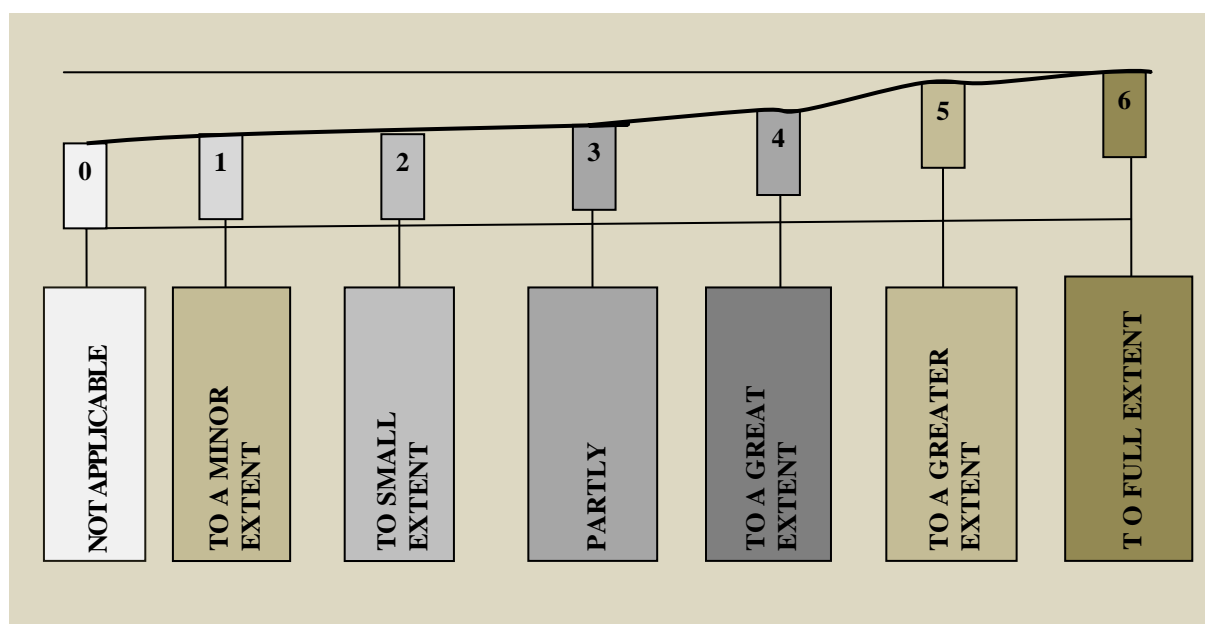 0
1
2
3
4
5
6
NOT APPLICABLE
TO A MINOR
EXTENT
TO SMALL
EXTENT
PARTLY
TO A GREAT
EXTENT
TO A GREATER
EXTENT
T O FULL EXTENT